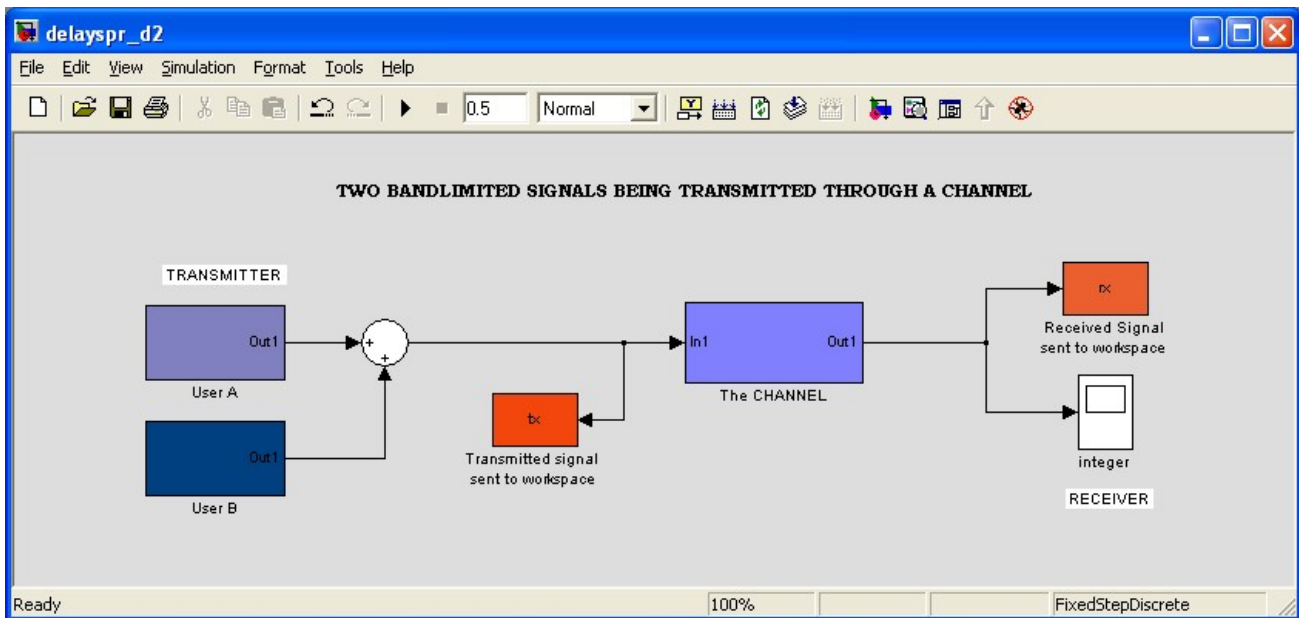 delayspr_d2
File Edit View Simulation Format Tools Help
0.5 Normal
TWO BANDLIMITED SIGNALS BEING TRANSMITTED THROUGH A CHANNEL
TRANSMITTER
Out1
User A
Out1
User B
+
+
tx
Transmitted signal
sent to workspace
In1 Out1
The CHANNEL
rx
Received Signal
sent to workspace
integer
RECEIVER
Ready 100% FixedStepDiscrete